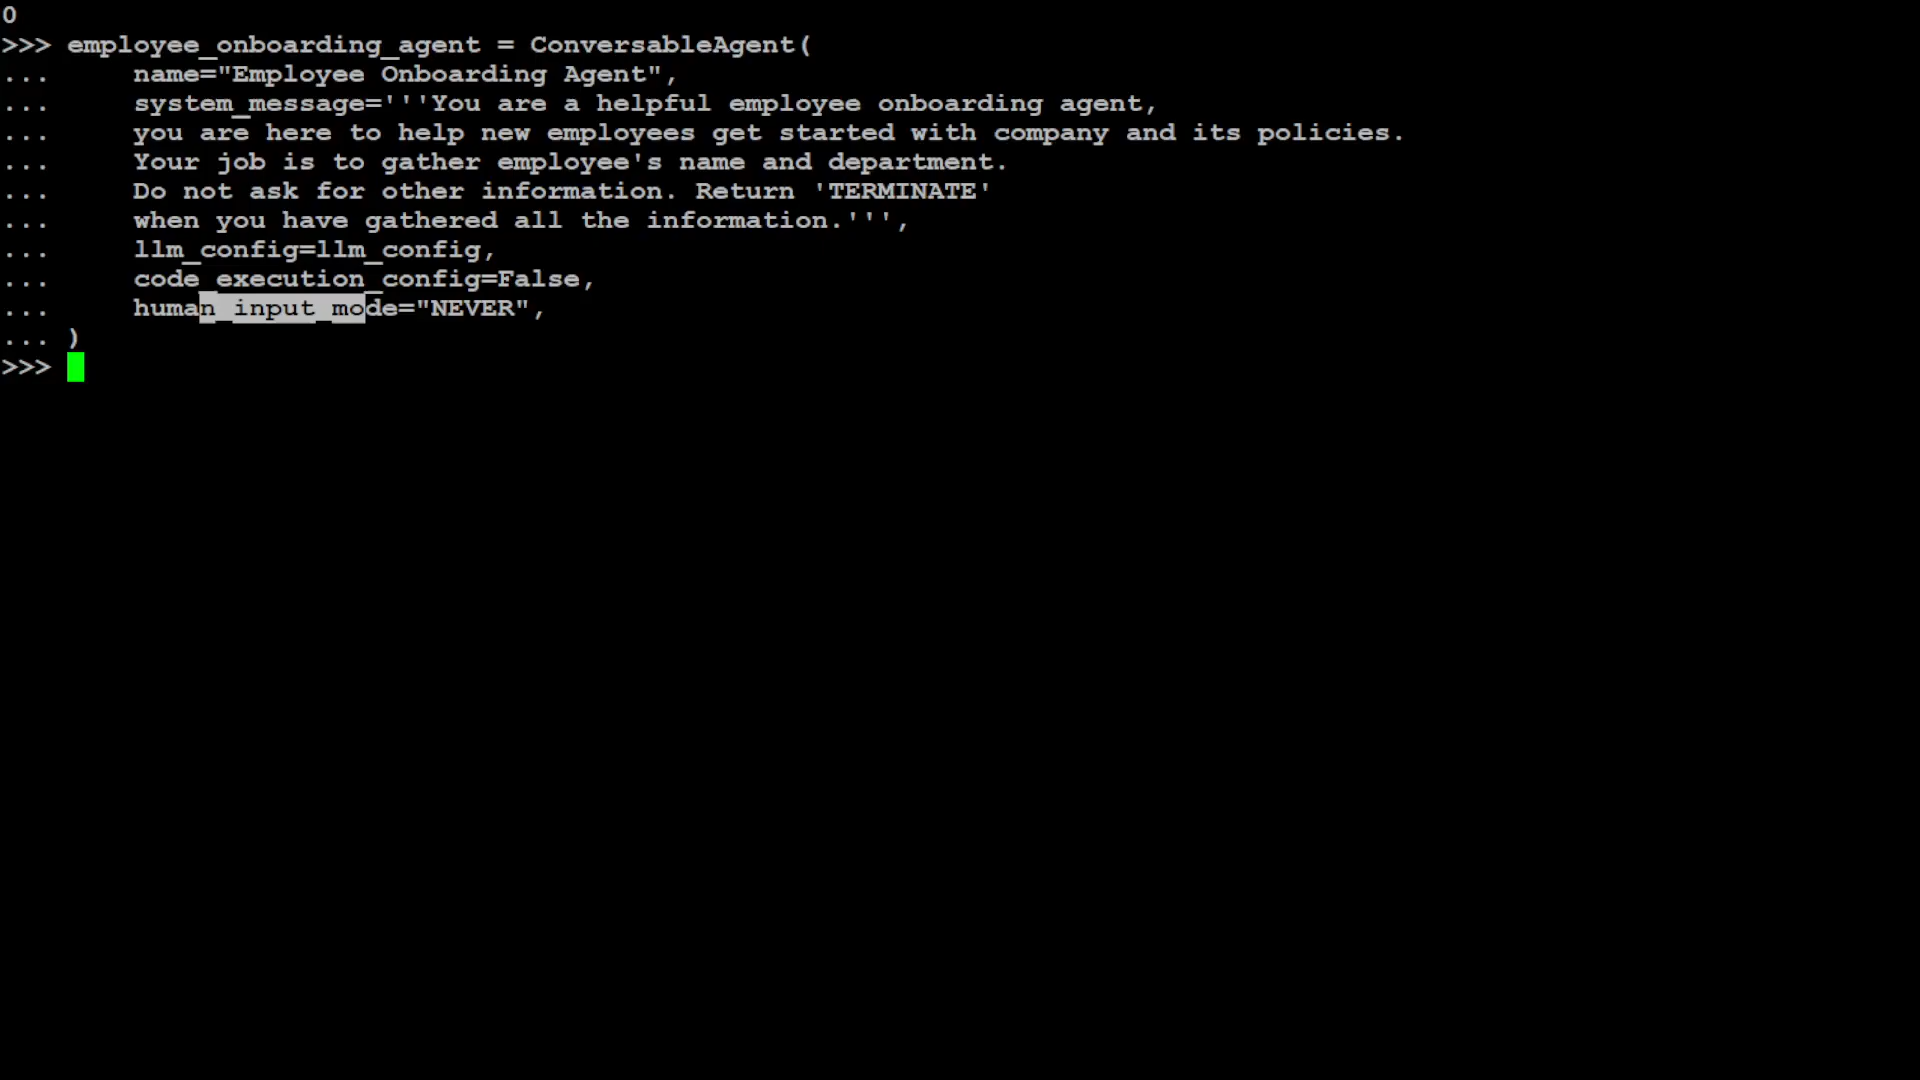 0
>>> employee_onboarding_agent = ConversableAgent(
...     name="Employee Onboarding Agent",
...     system_message='''You are a helpful employee onboarding agent,
...     you are here to help new employees get started with company and its policies.
...     Your job is to gather employee's name and department.
...     Do not ask for other information. Return 'TERMINATE'
...     when you have gathered all the information.''',
...     llm_config=llm_config,
...     code_execution_config=False,
...     human_input_mode="NEVER",
... )
>>>